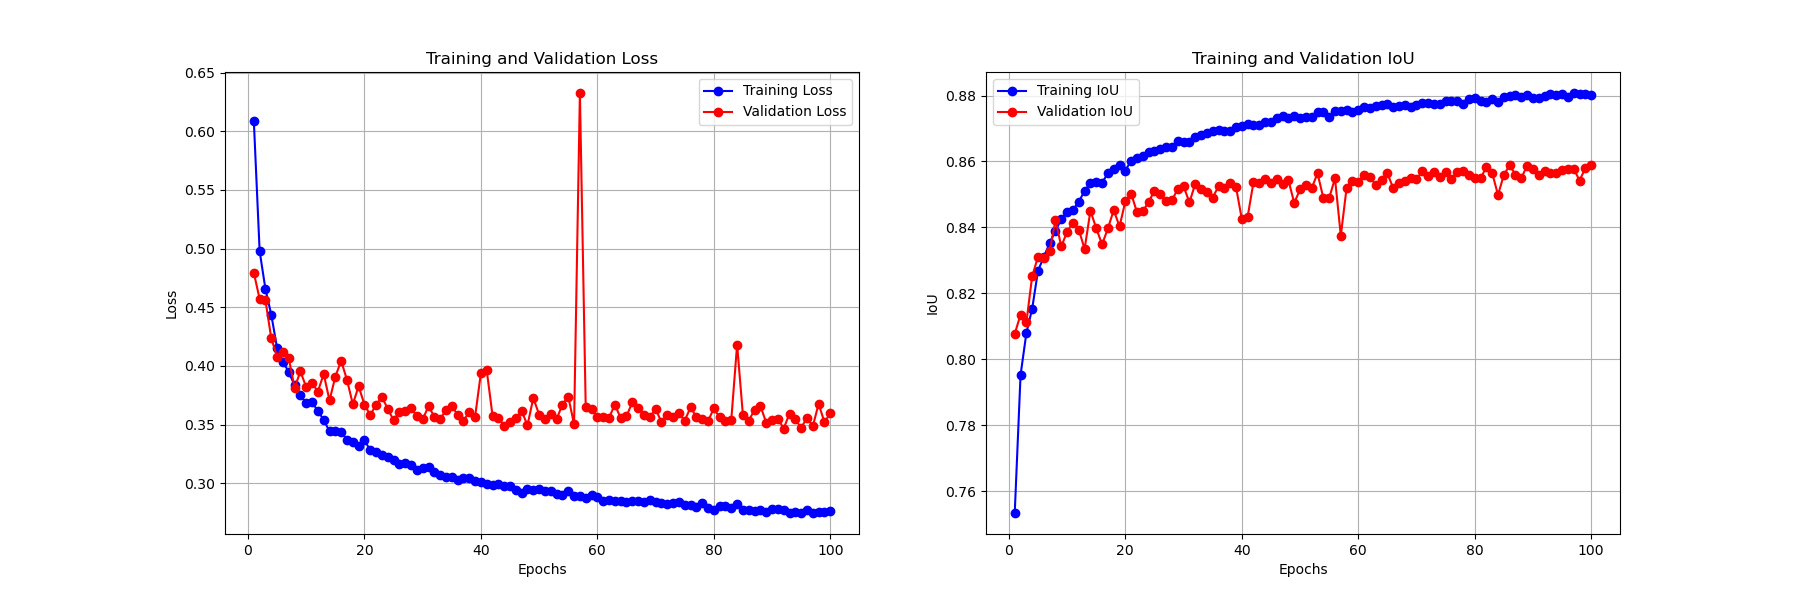 Training and Validation Loss
0.65
0.60
0.55
0.50
0.45
0.40
0.35
0.30
Loss
Training Loss
Validation Loss
0 20 40 60 80 100
Epochs
Training and Validation IoU
0.88
0.86
0.84
0.82
0.80
0.78
0.76
IoU
Training IoU
Validation IoU
0 20 40 60 80 100
Epochs